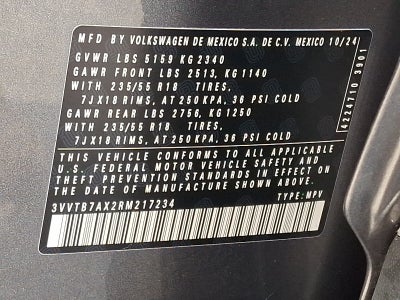 MFD BY VOLKSWAGEN DE MEXICO S.A. DE C.V. MEXICO 10/24
GVWR LBS 5159 KG 2340
GAWR FRONT LBS 2513, KG 1140
WITH 235/55 R18 TIRES,
7JX18 RIMS, AT 250 KPA, 36 PSI COLD
GAWR REAR LBS 2756, KG 1250
WITH 235/55 R18 TIRES,
7JX18 RIMS, AT 250 KPA, 36 PSI COLD
THIS VEHICLE CONFORMS TO ALL APPLICABLE
U.S. FEDERAL MOTOR VEHICLE SAFETY AND
THEFT PREVENTION STANDARDS IN EFFECT ON
THE DATE OF MANUFACTURE SHOWN ABOVE.
3VVTB7AX2RM217234 TYPE: MPV
4224710 3901